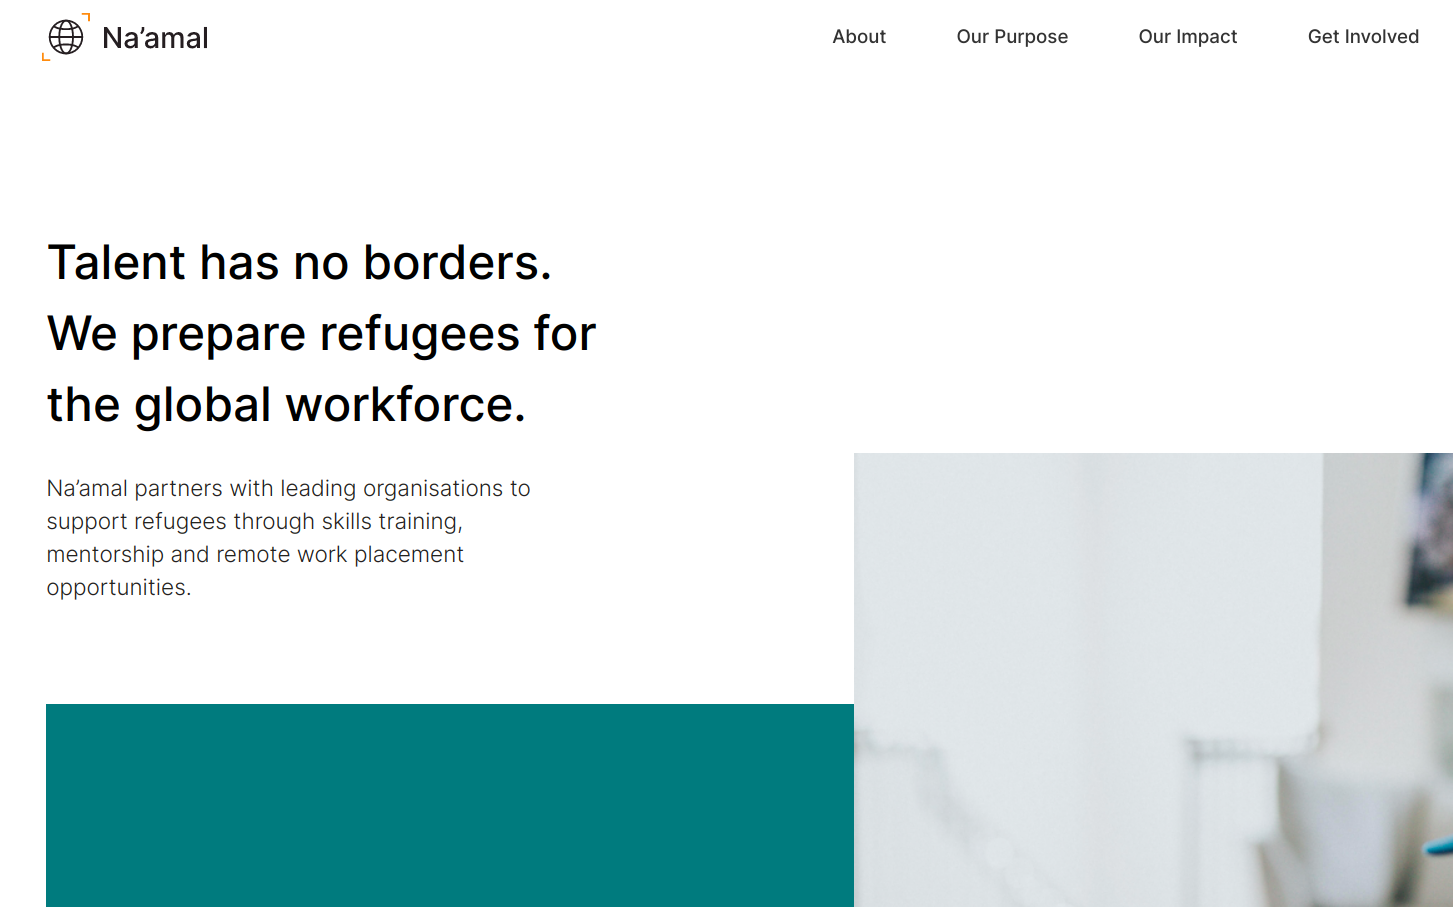 Na’amal
About
Our Purpose
Our Impact
Get Involved
Talent has no borders.
We prepare refugees for
the global workforce.
Na’amal partners with leading organisations to
support refugees through skills training,
mentorship and remote work placement
opportunities.